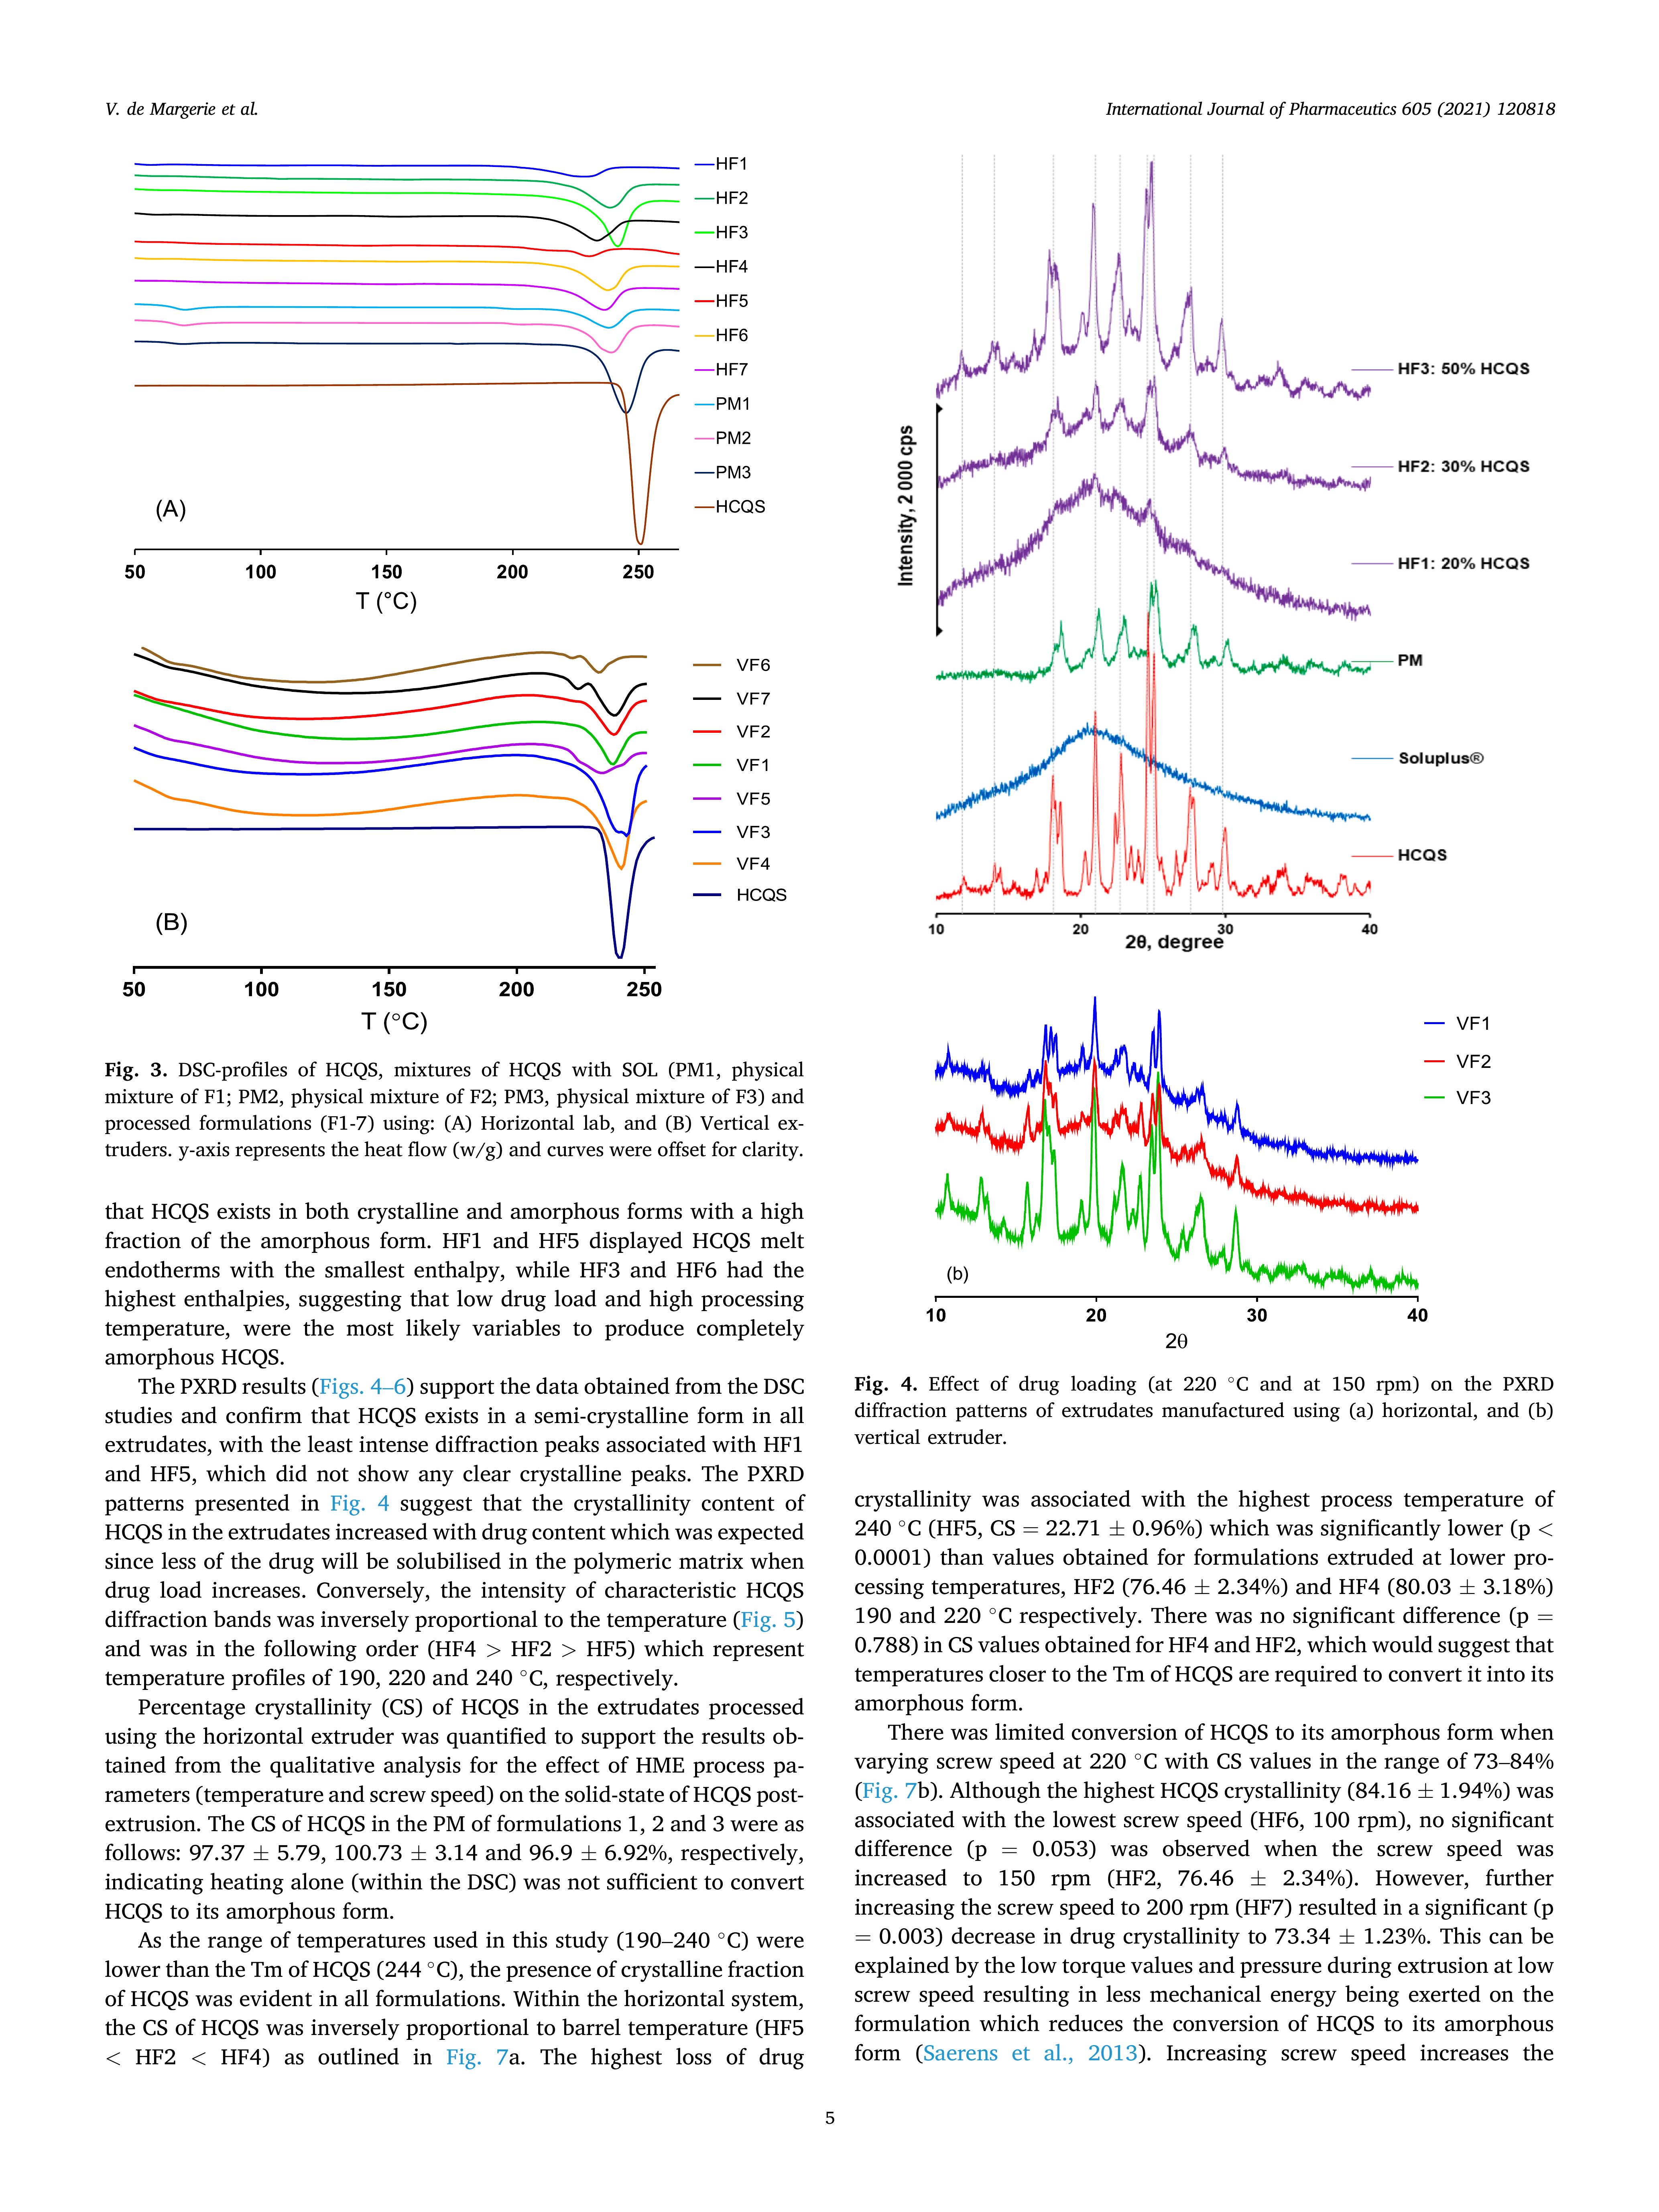 V. de Margerie et al.
International Journal of Pharmaceutics 605 (2021) 120818
HF1
HF2
HF3
HF4
HF5
HF6
HF7
PM1
PM2
PM3
HCQS
(A)
50 100 150 200 250
T (°C)
VF6
VF7
VF2
VF1
VF5
VF3
VF4
HCQS
(B)
50 100 150 200 250
T (°C)
Fig. 3. DSC-profiles of HCQS, mixtures of HCQS with SOL (PM1, physical
mixture of F1; PM2, physical mixture of F2; PM3, physical mixture of F3) and
processed formulations (F1-7) using: (A) Horizontal lab, and (B) Vertical ex-
truders. y-axis represents the heat flow (w/g) and curves were offset for clarity.
that HCQS exists in both crystalline and amorphous forms with a high
fraction of the amorphous form. HF1 and HF5 displayed HCQS melt
endotherms with the smallest enthalpy, while HF3 and HF6 had the
highest enthalpies, suggesting that low drug load and high processing
temperature, were the most likely variables to produce completely
amorphous HCQS.
The PXRD results (Figs. 4–6) support the data obtained from the DSC
studies and confirm that HCQS exists in a semi-crystalline form in all
extrudates, with the least intense diffraction peaks associated with HF1
and HF5, which did not show any clear crystalline peaks. The PXRD
patterns presented in Fig. 4 suggest that the crystallinity content of
HCQS in the extrudates increased with drug content which was expected
since less of the drug will be solubilised in the polymeric matrix when
drug load increases. Conversely, the intensity of characteristic HCQS
diffraction bands was inversely proportional to the temperature (Fig. 5)
and was in the following order (HF4 > HF2 > HF5) which represent
temperature profiles of 190, 220 and 240 °C, respectively.
Percentage crystallinity (CS) of HCQS in the extrudates processed
using the horizontal extruder was quantified to support the results ob-
tained from the qualitative analysis for the effect of HME process pa-
rameters (temperature and screw speed) on the solid-state of HCQS post-
extrusion. The CS of HCQS in the PM of formulations 1, 2 and 3 were as
follows: 97.37 ± 5.79, 100.73 ± 3.14 and 96.9 ± 6.92%, respectively,
indicating heating alone (within the DSC) was not sufficient to convert
HCQS to its amorphous form.
As the range of temperatures used in this study (190–240 °C) were
lower than the Tm of HCQS (244 °C), the presence of crystalline fraction
of HCQS was evident in all formulations. Within the horizontal system,
the CS of HCQS was inversely proportional to barrel temperature (HF5
< HF2 < HF4) as outlined in Fig. 7a. The highest loss of drug
Intensity, 2 000 cps
HF3: 50% HCQS
HF2: 30% HCQS
HF1: 20% HCQS
PM
Soluplus®
HCQS
10 20 30 40
2θ, degree
VF1
VF2
VF3
(b)
10 20 30 40
2θ
Fig. 4. Effect of drug loading (at 220 °C and at 150 rpm) on the PXRD
diffraction patterns of extrudates manufactured using (a) horizontal, and (b)
vertical extruder.
crystallinity was associated with the highest process temperature of
240 °C (HF5, CS = 22.71 ± 0.96%) which was significantly lower (p <
0.0001) than values obtained for formulations extruded at lower pro-
cessing temperatures, HF2 (76.46 ± 2.34%) and HF4 (80.03 ± 3.18%)
190 and 220 °C respectively. There was no significant difference (p =
0.788) in CS values obtained for HF4 and HF2, which would suggest that
temperatures closer to the Tm of HCQS are required to convert it into its
amorphous form.
There was limited conversion of HCQS to its amorphous form when
varying screw speed at 220 °C with CS values in the range of 73–84%
(Fig. 7b). Although the highest HCQS crystallinity (84.16 ± 1.94%) was
associated with the lowest screw speed (HF6, 100 rpm), no significant
difference (p = 0.053) was observed when the screw speed was
increased to 150 rpm (HF2, 76.46 ± 2.34%). However, further
increasing the screw speed to 200 rpm (HF7) resulted in a significant (p
= 0.003) decrease in drug crystallinity to 73.34 ± 1.23%. This can be
explained by the low torque values and pressure during extrusion at low
screw speed resulting in less mechanical energy being exerted on the
formulation which reduces the conversion of HCQS to its amorphous
form (Saerens et al., 2013). Increasing screw speed increases the
5